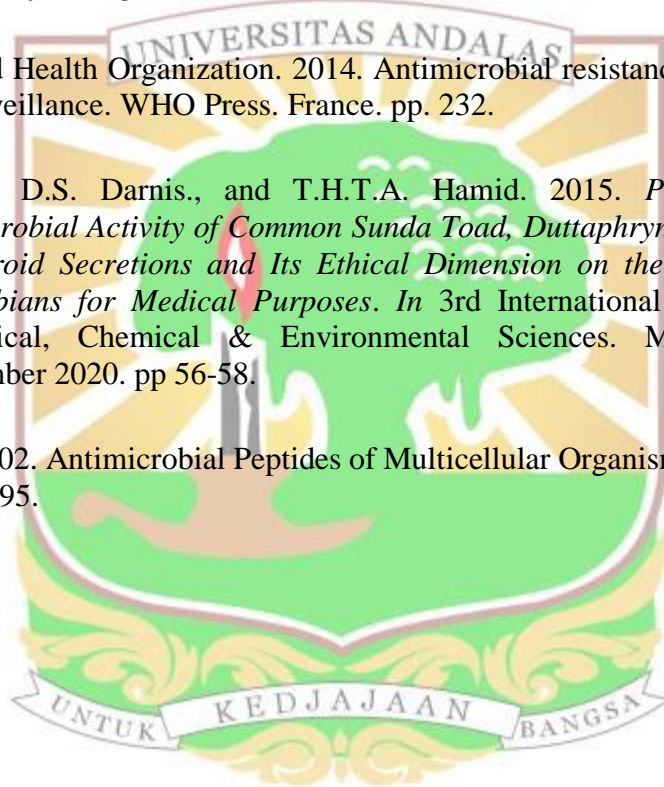 UNIVERSITAS ANDALAS
Health Organization. 2014. Antimicrobial resistanc
veillance. WHO Press. France. pp. 232.
D.S. Darnis., and T.H.T.A. Hamid. 2015. P
robial Activity of Common Sunda Toad, Duttaphryn
roid Secretions and Its Ethical Dimension on the
bians for Medical Purposes. In 3rd International
ical, Chemical & Environmental Sciences. M
mber 2020. pp 56-58.
02. Antimicrobial Peptides of Multicellular Organism
95.
UNTUK KEDJAJAAN BANGSA